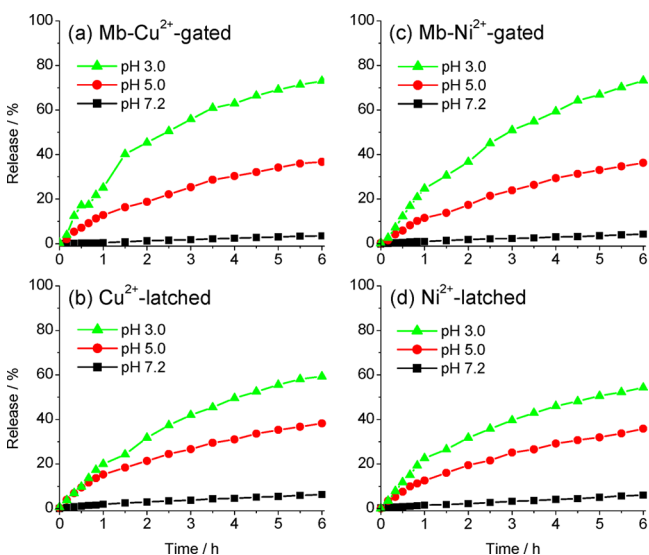 (a) Mb-Cu²⁺-gated
pH 3.0
pH 5.0
pH 7.2
Release / %
100
80
60
40
20
0
0 1 2 3 4 5 6
(c) Mb-Ni²⁺-gated
pH 3.0
pH 5.0
pH 7.2
100
80
60
40
20
0
0 1 2 3 4 5 6
(b) Cu²⁺-latched
pH 3.0
pH 5.0
pH 7.2
Release / %
100
80
60
40
20
0
0 1 2 3 4 5 6
Time / h
(d) Ni²⁺-latched
pH 3.0
pH 5.0
pH 7.2
100
80
60
40
20
0
0 1 2 3 4 5 6
Time / h